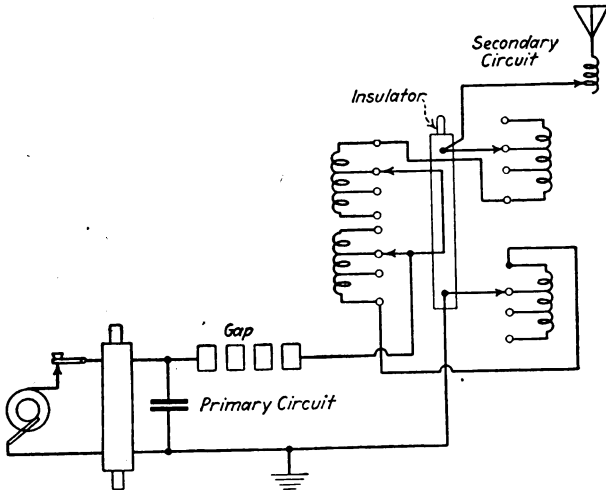 Secondary
Circuit
Insulator
Gap
Primary Circuit